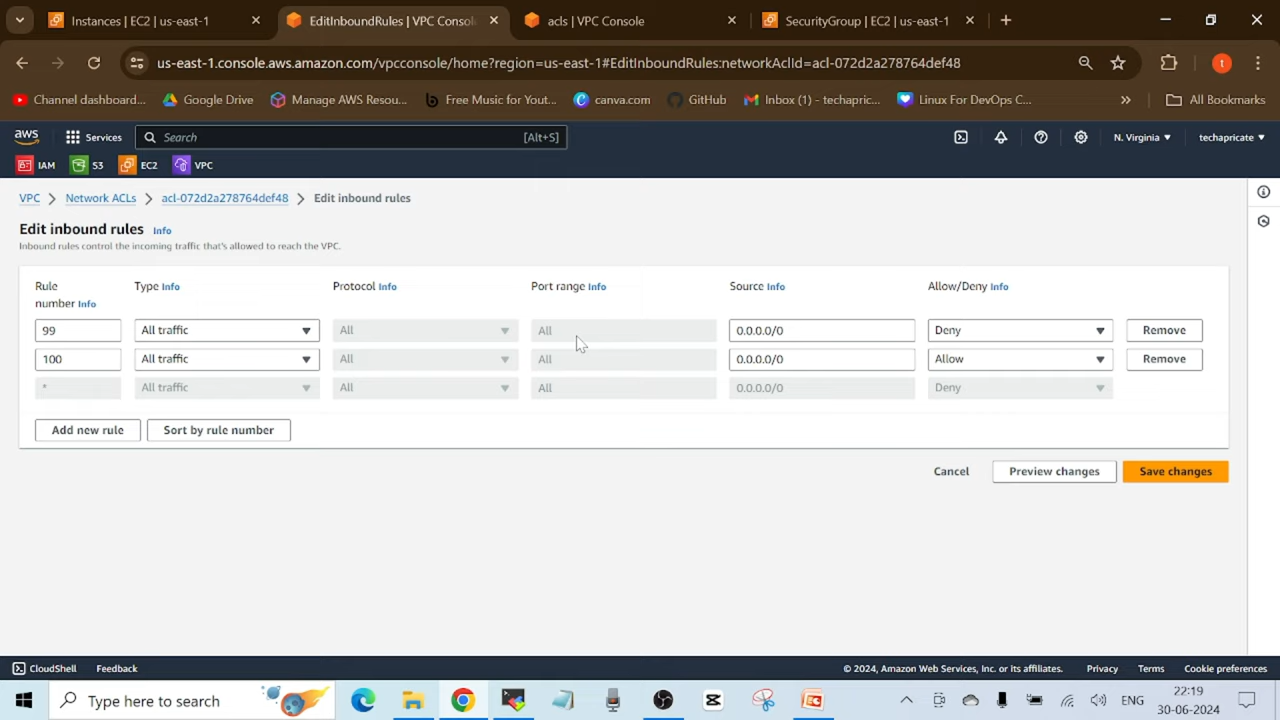 Instances | EC2 | us-east-1
EditInboundRules | VPC Conso
acls | VPC Console
SecurityGroup | EC2 | us-east-1
us-east-1.console.aws.amazon.com/vpcconsole/home?region=us-east-1#EditInboundRules:networkAclId=acl-072d2a278764def48
t
Channel dashboard...
Google Drive
Manage AWS Resou...
Free Music for Yout...
canva.com
GitHub
Inbox (1) - techapric...
Linux For DevOps C...
All Bookmarks
aws
Services
Search
[Alt+S]
N. Virginia
techapricate
IAM
S3
EC2
VPC
VPC
Network ACLs
acl-072d2a278764def48
Edit inbound rules
Edit inbound rules Info
Inbound rules control the incoming traffic that's allowed to reach the VPC.
Rule number Info
Type Info
Protocol Info
Port range Info
Source Info
Allow/Deny Info
99 All traffic All All 0.0.0.0/0 Deny Remove
100 All traffic All All 0.0.0.0/0 Allow Remove
* All traffic All All 0.0.0.0/0 Deny
Add new rule
Sort by rule number
Cancel
Preview changes
Save changes
CloudShell
Feedback
© 2024, Amazon Web Services, Inc. or its affiliates.
Privacy
Terms
Cookie preferences
Type here to search
ENG
22:19
30-06-2024